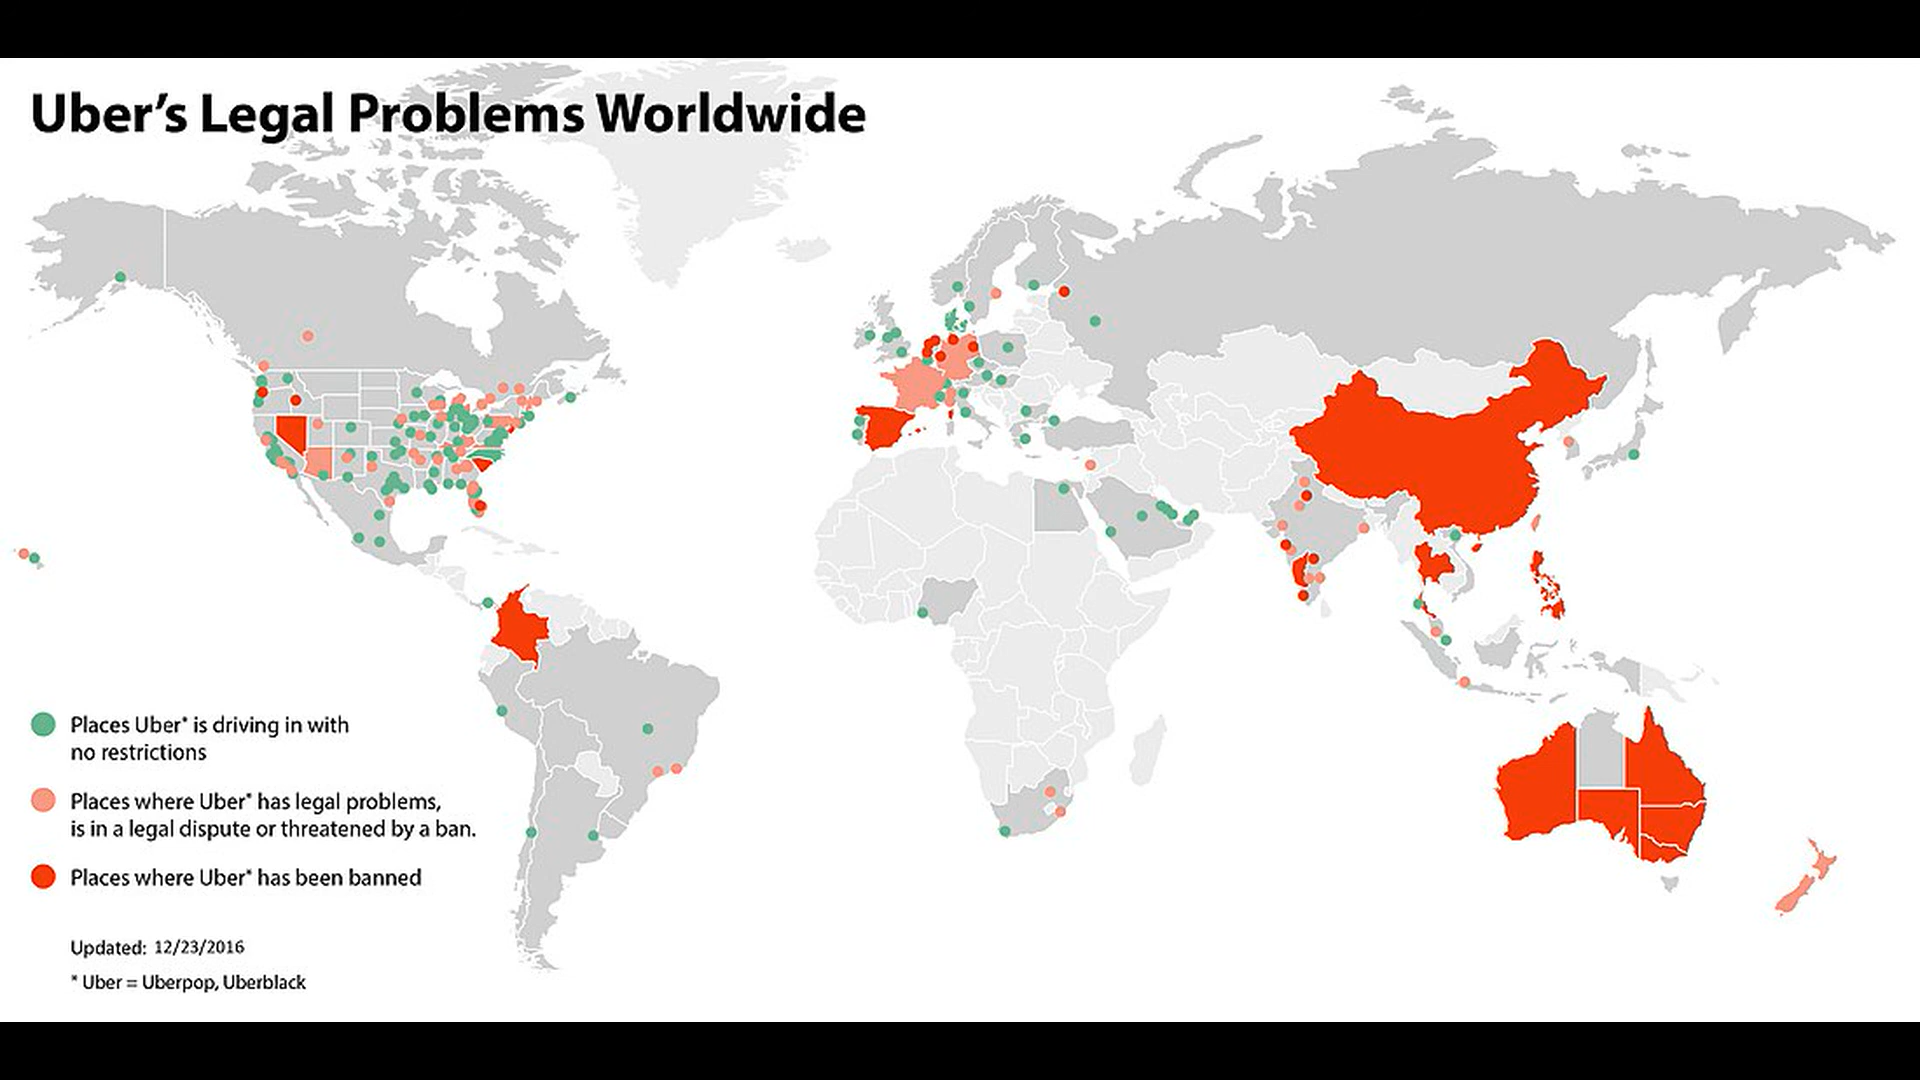 Uber's Legal Problems Worldwide
Places Uber* is driving in with
no restrictions
Places where Uber* has legal problems,
is in a legal dispute or threatened by a ban.
Places where Uber* has been banned
Updated: 12/23/2016
* Uber = Uberpop, Uberblack